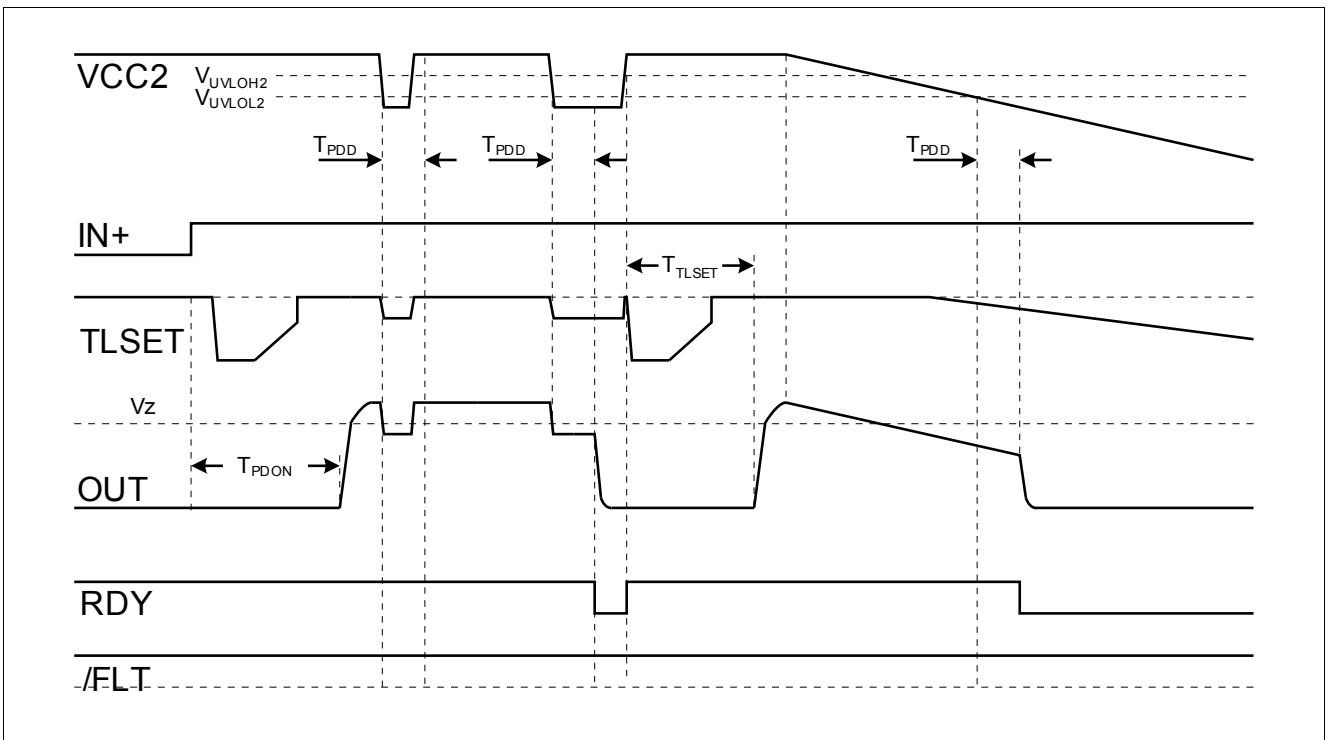 VCC2
VUVLOH2
VUVLOL2
TPDD
TPDD
TPDD
IN+
TTLSET
TLSET
Vz
TPDON
OUT
RDY
/FLT